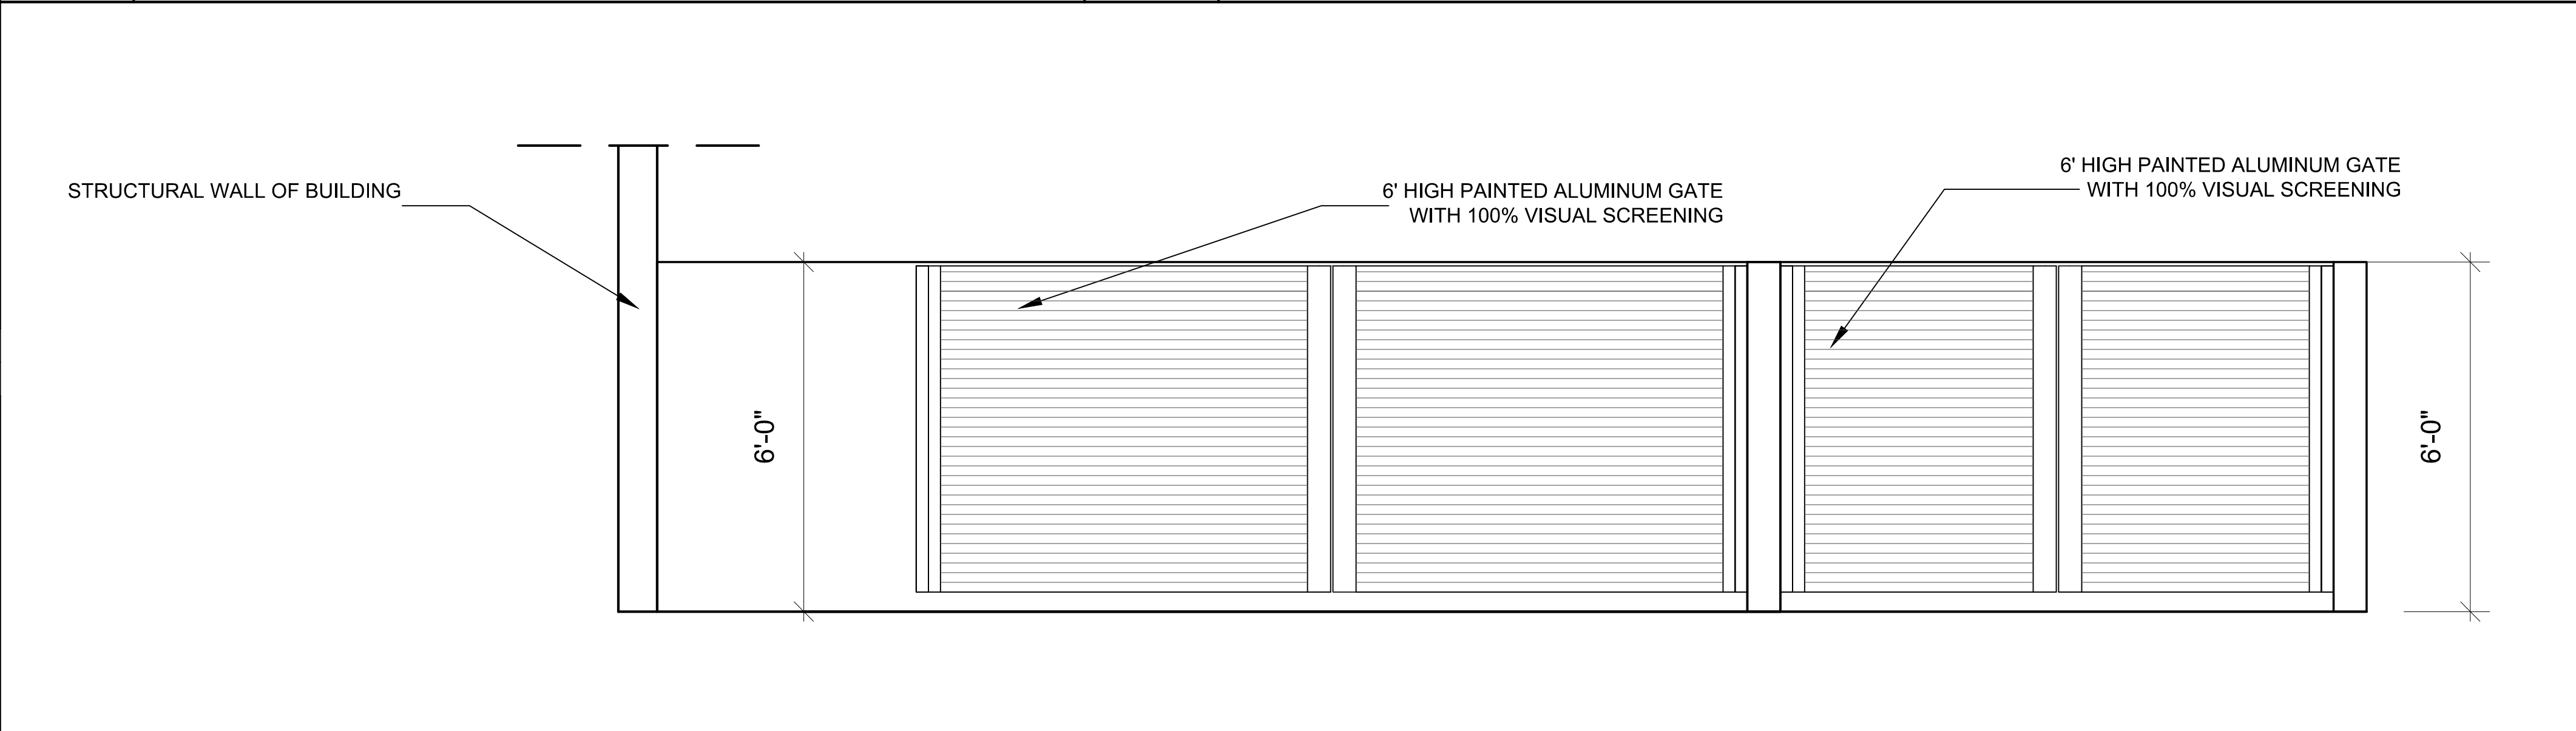 STRUCTURAL WALL OF BUILDING
6' HIGH PAINTED ALUMINUM GATE
WITH 100% VISUAL SCREENING
6' HIGH PAINTED ALUMINUM GATE
WITH 100% VISUAL SCREENING
6'-0"
6'-0"